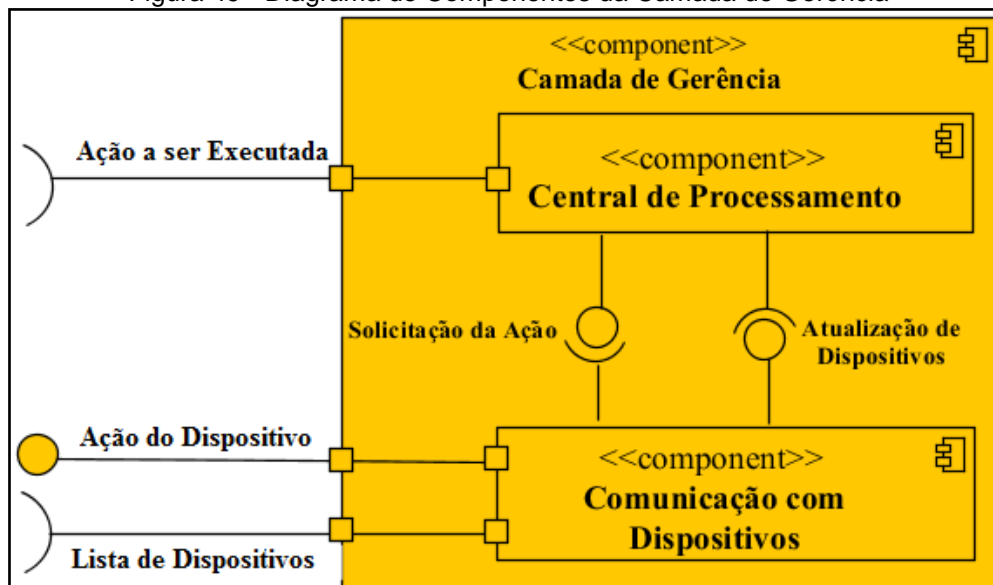 <<component>>
Camada de Gerência
Ação a ser Executada
<<component>>
Central de Processamento
Solicitação da Ação
Atualização de
Dispositivos
Ação do Dispositivo
<<component>>
Comunicação com
Dispositivos
Lista de Dispositivos